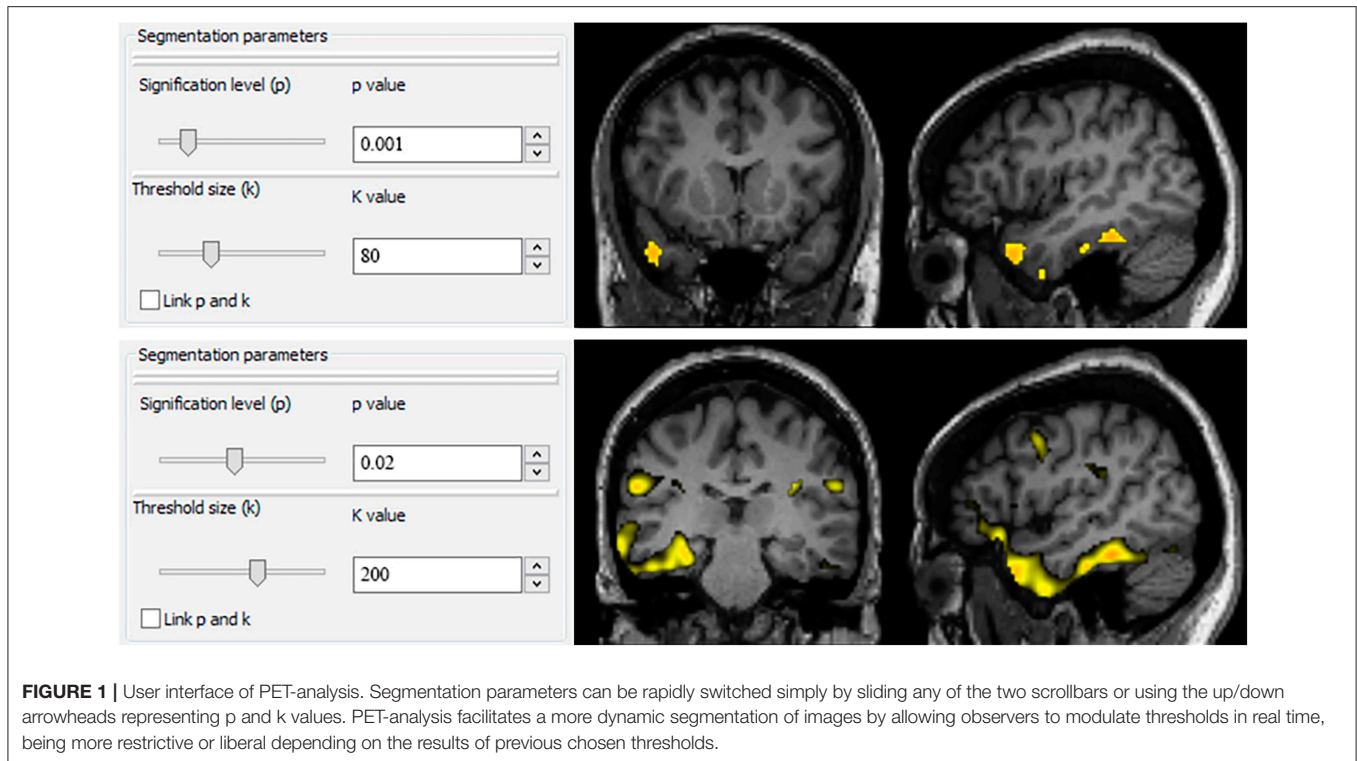 Segmentation parameters
Signification level (p) p value
0.001
Threshold size (k) K value
80
Link p and k
Segmentation parameters
Signification level (p) p value
0.02
Threshold size (k) K value
200
Link p and k
FIGURE 1 | User interface of PET-analysis. Segmentation parameters can be rapidly switched simply by sliding any of the two scrollbars or using the up/down
arrowheads representing p and k values. PET-analysis facilitates a more dynamic segmentation of images by allowing observers to modulate thresholds in real time,
being more restrictive or liberal depending on the results of previous chosen thresholds.